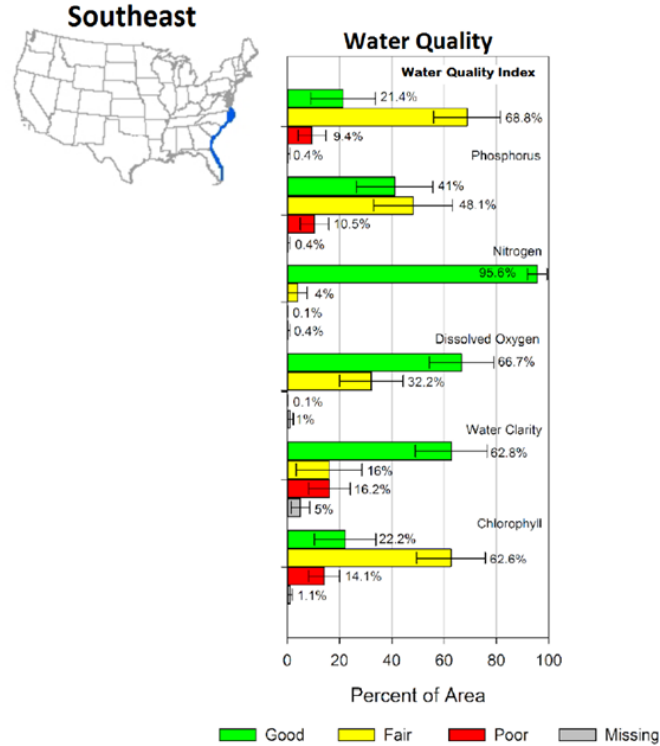 Southeast
Water Quality
Water Quality Index
21.4%
68.8%
9.4%
0.4%
Phosphorus
41%
48.1%
10.5%
0.4%
Nitrogen
95.6%
4%
0.1%
0.4%
Dissolved Oxygen
66.7%
32.2%
0.1%
1%
Water Clarity
62.8%
16%
16.2%
5%
Chlorophyll
22.2%
62.6%
14.1%
1.1%
0 20 40 60 80 100
Percent of Area
Good Fair Poor Missing